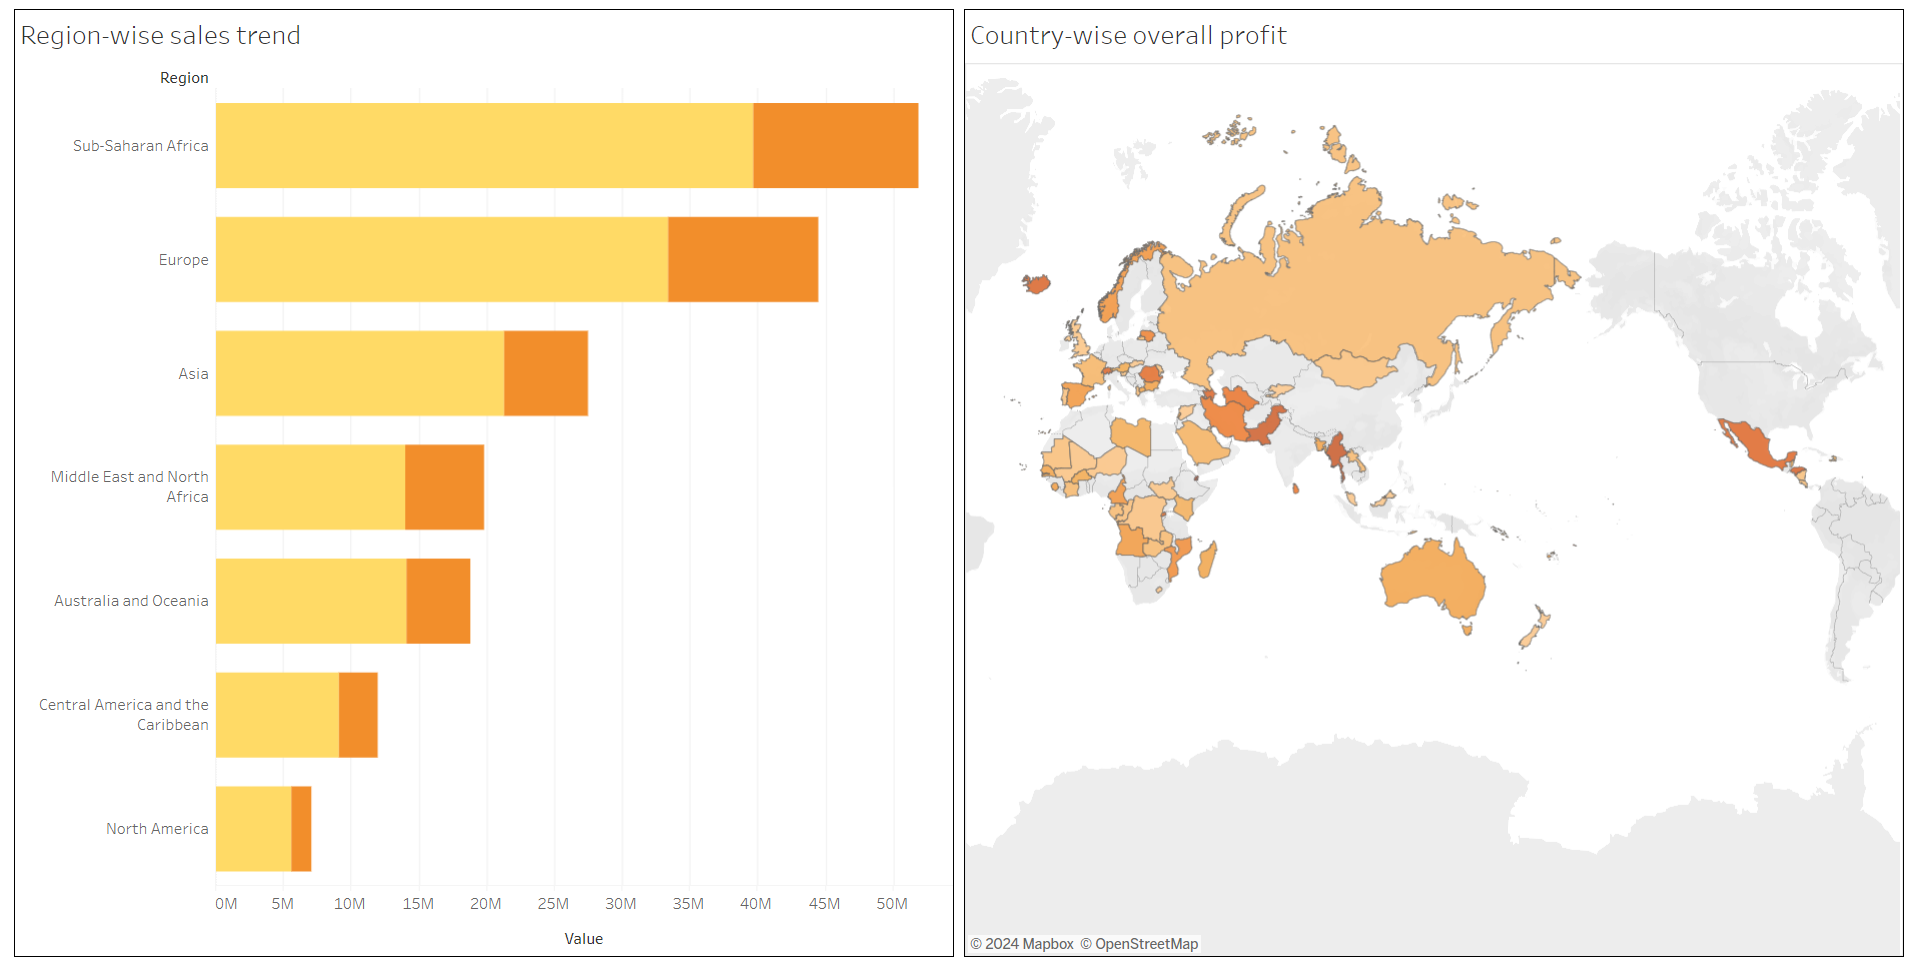 Region-wise sales trend
Region
Sub-Saharan Africa
Europe
Asia
Middle East and North
Africa
Australia and Oceania
Central America and the
Caribbean
North America
0M 5M 10M 15M 20M 25M 30M 35M 40M 45M 50M
Value
Country-wise overall profit
© 2024 Mapbox © OpenStreetMap